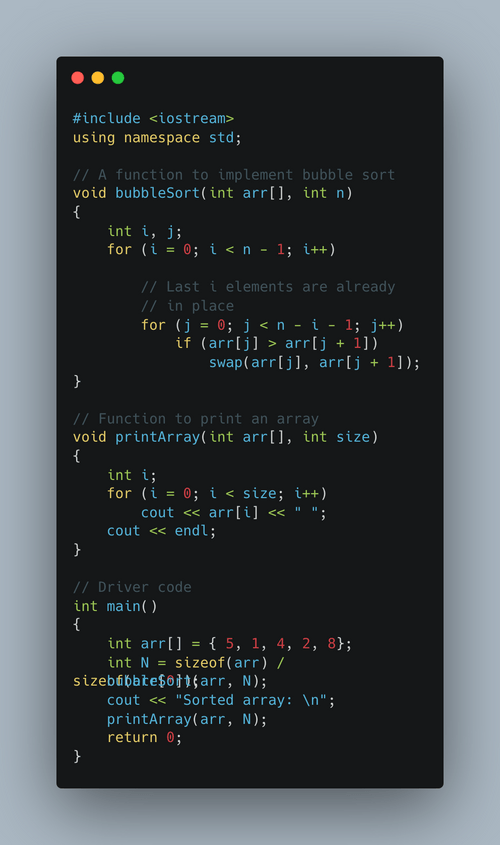 #include <iostream>
using namespace std;
// A function to implement bubble sort
void bubbleSort(int arr[], int n)
{
    int i, j;
    for (i = 0; i < n - 1; i++)
        // Last i elements are already
        // in place
        for (j = 0; j < n - i - 1; j++)
            if (arr[j] > arr[j + 1])
                swap(arr[j], arr[j + 1]);
}
// Function to print an array
void printArray(int arr[], int size)
{
    int i;
    for (i = 0; i < size; i++)
        cout << arr[i] << " ";
    cout << endl;
}
// Driver code
int main()
{
    int arr[] = { 5, 1, 4, 2, 8};
    int N = sizeof(arr) /
sizeof(arr[0]);
    bubbleSort(arr, N);
    cout << "Sorted array: \n";
    printArray(arr, N);
    return 0;
}